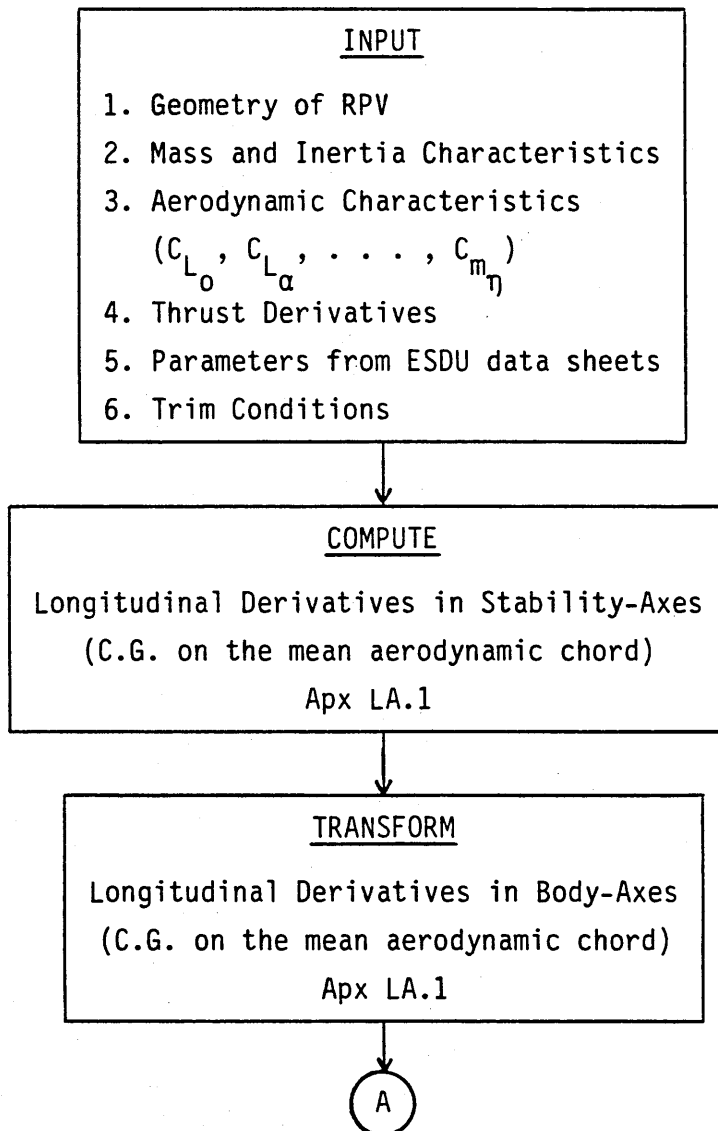 INPUT
1. Geometry of RPV
2. Mass and Inertia Characteristics
3. Aerodynamic Characteristics
(C_{L_o}, C_{L_α}, . . . ., C_{m_η})
4. Thrust Derivatives
5. Parameters from ESDU data sheets
6. Trim Conditions
COMPUTE
Longitudinal Derivatives in Stability-Axes
(C.G. on the mean aerodynamic chord)
Apx LA.1
TRANSFORM
Longitudinal Derivatives in Body-Axes
(C.G. on the mean aerodynamic chord)
Apx LA.1
A